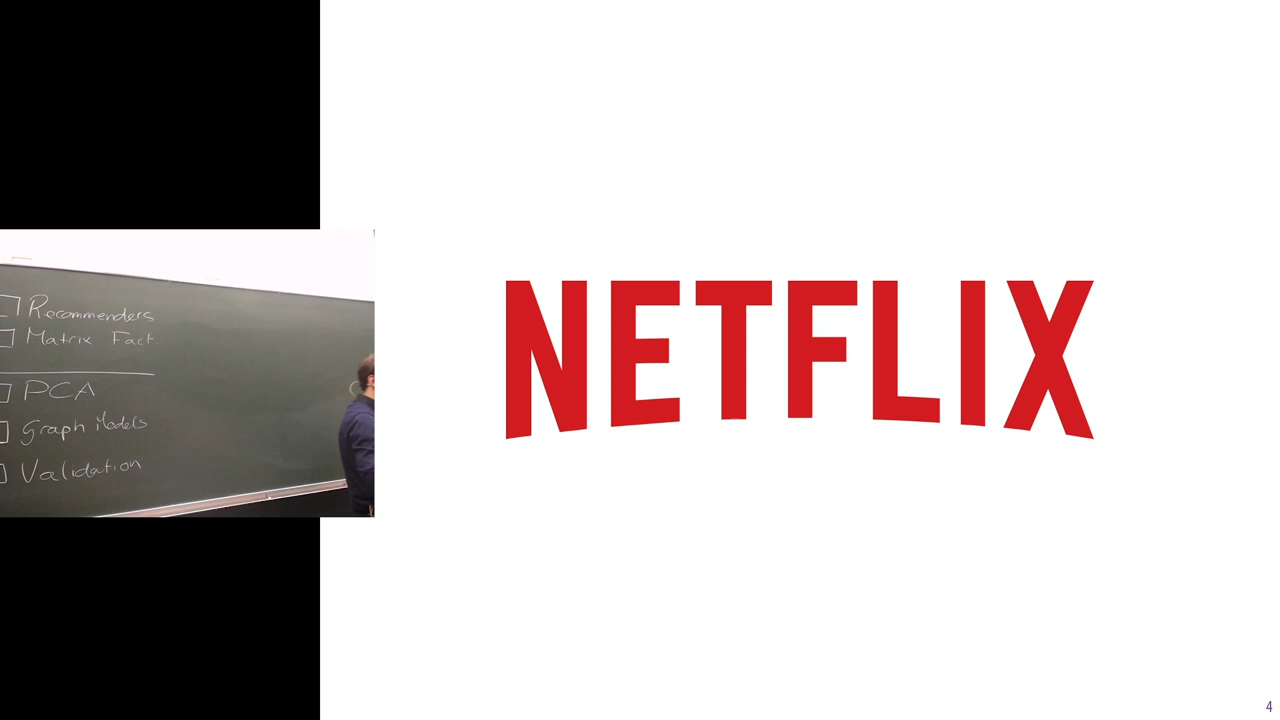 Recommenders
Matrix Fact.
PCA
Graph Models
Validation
NETFLIX
4